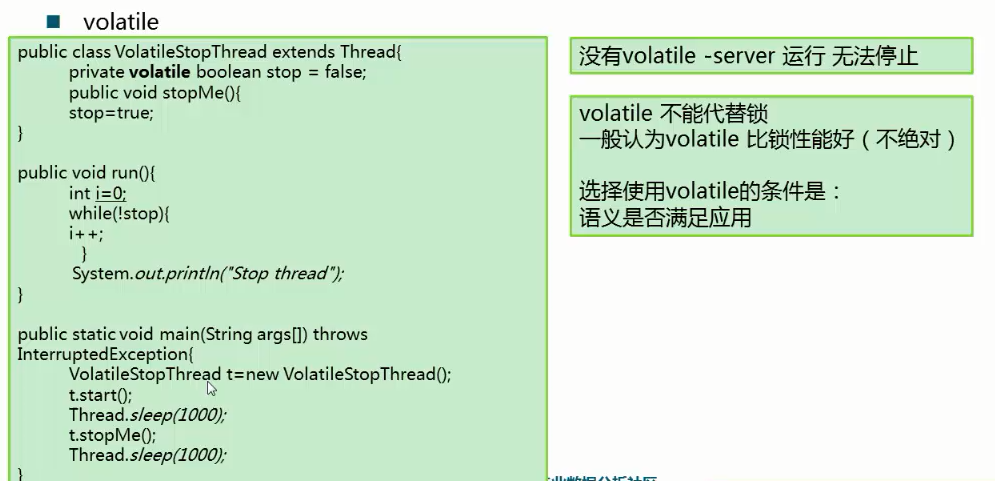 volatile
public class VolatileStopThread extends Thread{
private volatile boolean stop = false;
public void stopMe(){
stop=true;
}
public void run(){
int i=0;
while(!stop){
i++;
}
System.out.println("Stop thread");
}
public static void main(String args[]) throws
InterruptedException{
VolatileStopThread t=new VolatileStopThread();
t.start();
Thread.sleep(1000);
t.stopMe();
Thread.sleep(1000);
}
没有volatile -server 运行 无法停止
volatile 不能代替锁
一般认为volatile 比锁性能好（不绝对）
选择使用volatile的条件是：
语义是否满足应用